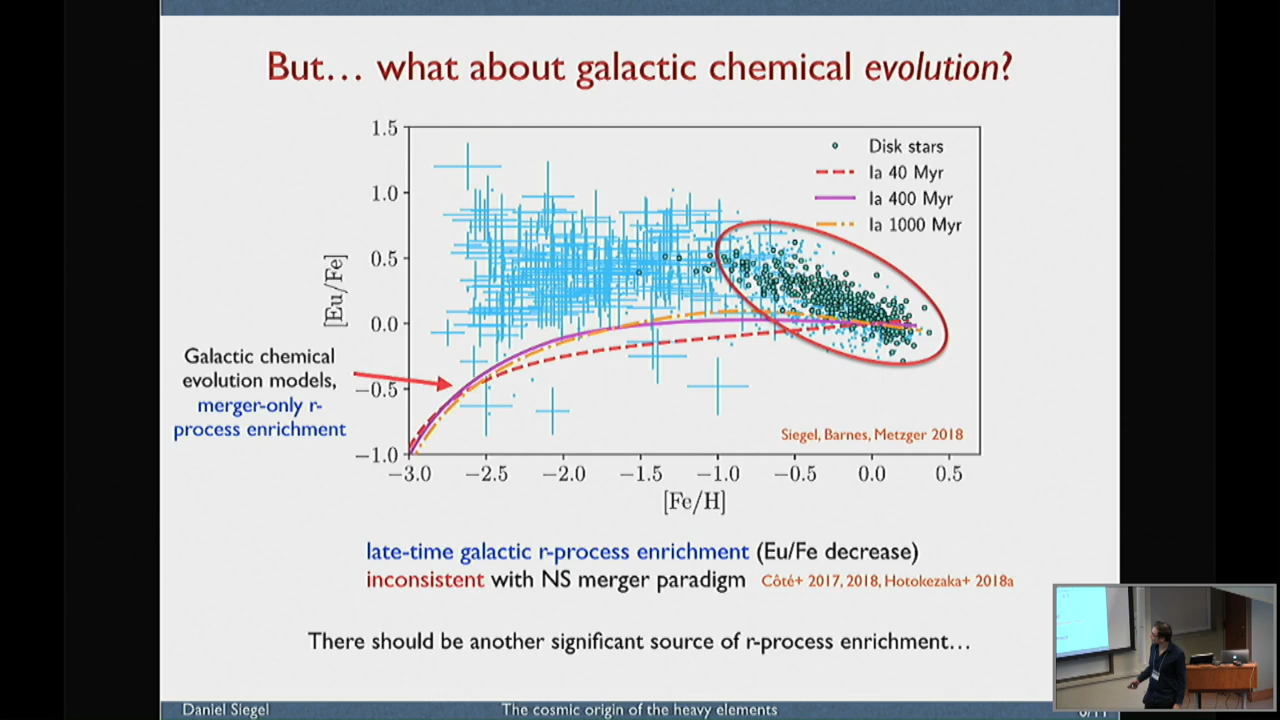 But... what about galactic chemical evolution?
1.5
1.0
0.5
0.0
−0.5
−1.0
[Eu/Fe]
Disk stars
Ia 40 Myr
Ia 400 Myr
Ia 1000 Myr
Galactic chemical
evolution models,
merger-only r-
process enrichment
Siegel, Barnes, Metzger 2018
−3.0 −2.5 −2.0 −1.5 −1.0 −0.5 0.0 0.5
[Fe/H]
late-time galactic r-process enrichment (Eu/Fe decrease)
inconsistent with NS merger paradigm Côté+ 2017, 2018, Hotokezaka+ 2018a
There should be another significant source of r-process enrichment...
Daniel Siegel The cosmic origin of the heavy elements